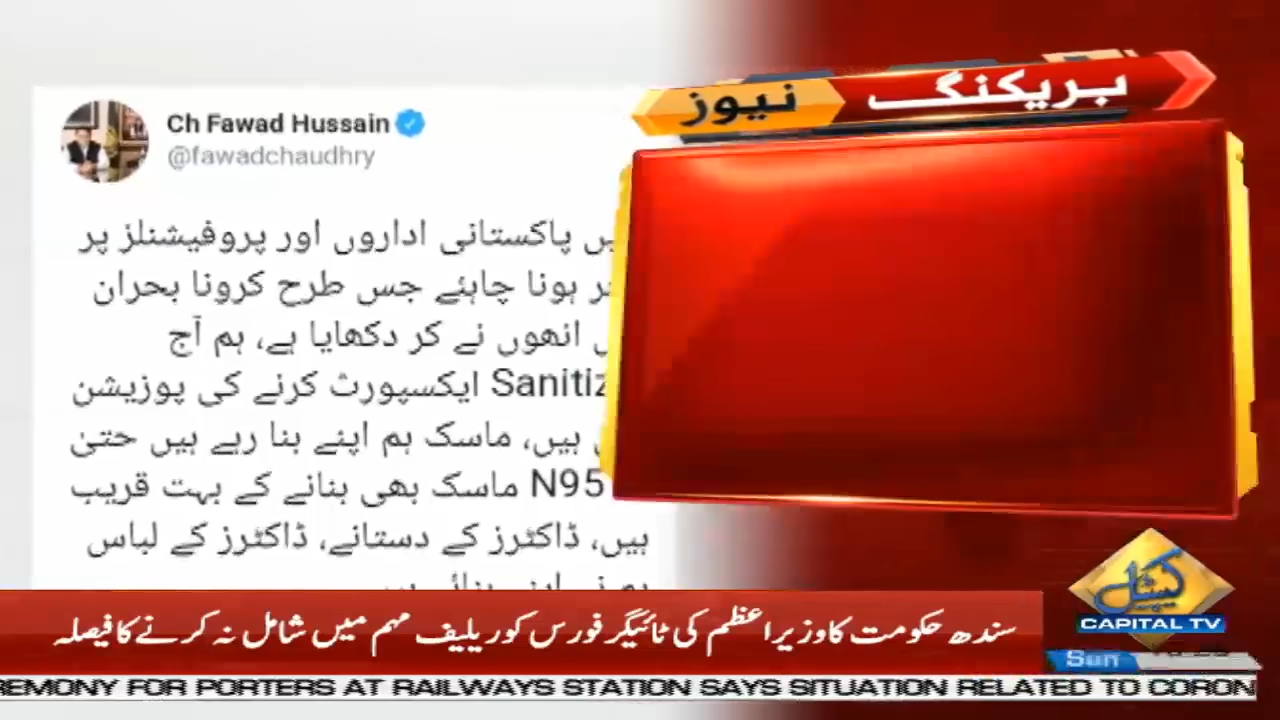 Ch Fawad Hussain
@fawadchaudhry
پاکستانی اداروں اور پروفیشنلز پر
ہونا چاہئے جس طرح کرونا بحران
انھوں نے کر دکھایا ہے، ہم آج
ایکسپورٹ کرنے کی پوزیشن
ہیں، ماسک ہم اپنے بنا رہے ہیں حتیٰ
N95 ماسک بھی بنانے کے بہت قریب
ہیں، ڈاکٹرز کے دستانے، ڈاکٹرز کے لباس
بریکنگ نیوز
سندھ حکومت کا وزیراعظم کی ٹائیگر فورس کو ریلیف مہم میں شامل نہ کرنے کا فیصلہ
کیپٹل
CAPITAL TV
Sun
REMONY FOR PORTERS AT RAILWAYS STATION SAYS SITUATION RELATED TO CORON